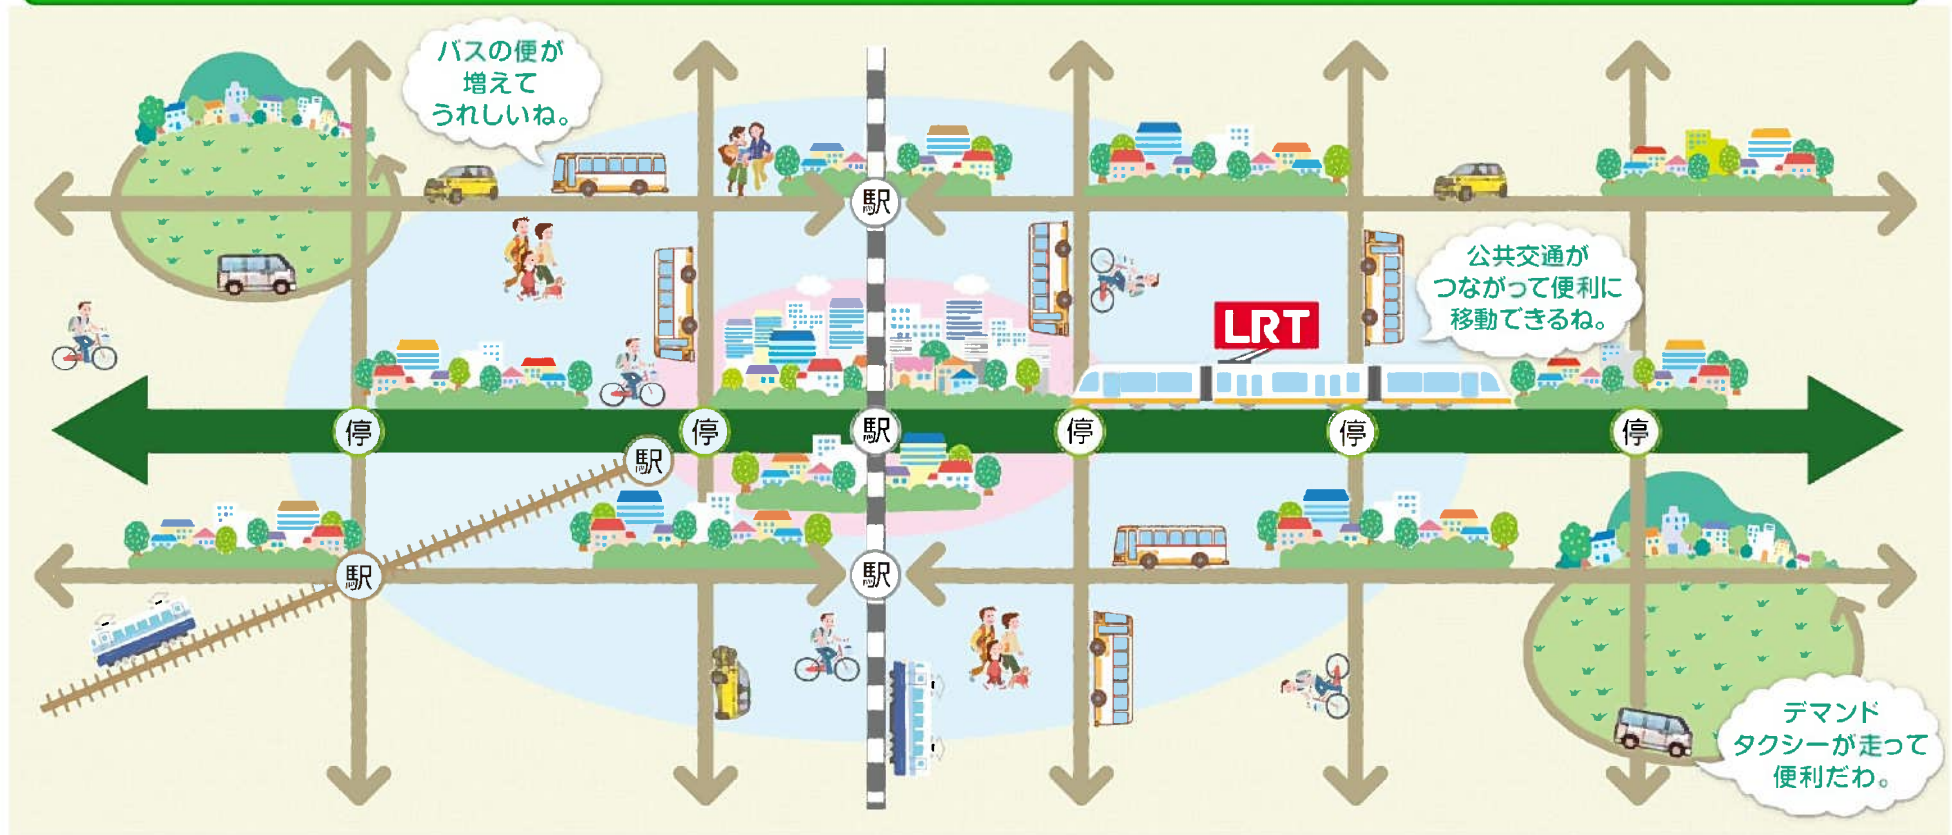 バスの便が
増えて
うれしいね。
駅
公共交通が
つながって便利に
移動できるね。
LRT
停
停
駅
停
停
停
駅
駅
駅
デマンド
タクシーが走って
便利だわ。